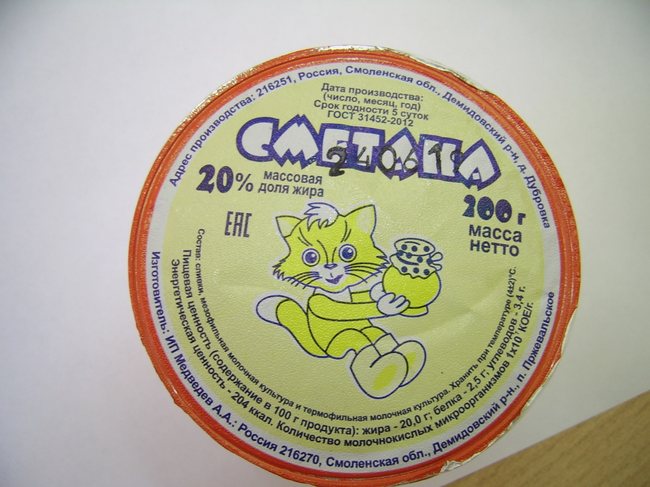 Адрес производства: 216251, Россия, Смоленская обл., Демидовский р-н, д. Дубровка
Дата производства:
(число, месяц, год)
Срок годности 5 суток
ГОСТ 31452-2012
СМЕТАНА
240619
20% массовая
доля жира
200 г
масса
нетто
ЕАС
Состав: сливки, мезофильная молочная культура и термофильная молочная культура. Хранить при температуре (4±2)°С.
Пищевая ценность (содержание в 100 г продукта): жира - 20,0 г; белка - 2,5 г; углеводов - 3,4 г.
Энергетическая ценность - 204 ккал. Количество молочнокислых микроорганизмов КОЕ/г.
Изготовитель: ИП Медведев А.А.: Россия 216270, Смоленская обл., Демидовский р-н., п. Пржевальское